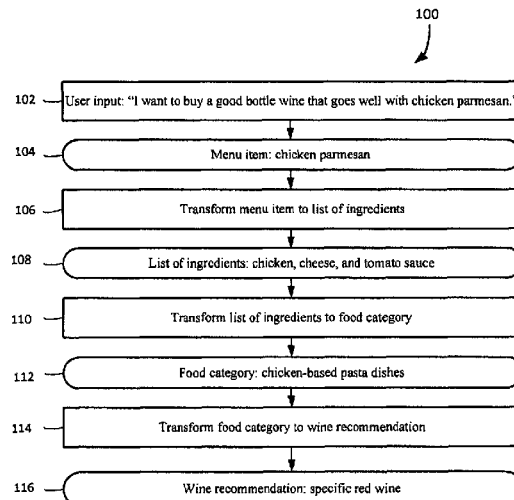 100
102 User input: "I want to buy a good bottle wine that goes well with chicken parmesan."
104 Menu item: chicken parmesan
106 Transform menu item to list of ingredients
108 List of ingredients: chicken, cheese, and tomato sauce
110 Transform list of ingredients to food category
112 Food category: chicken-based pasta dishes
114 Transform food category to wine recommendation
116 Wine recommendation: specific red wine